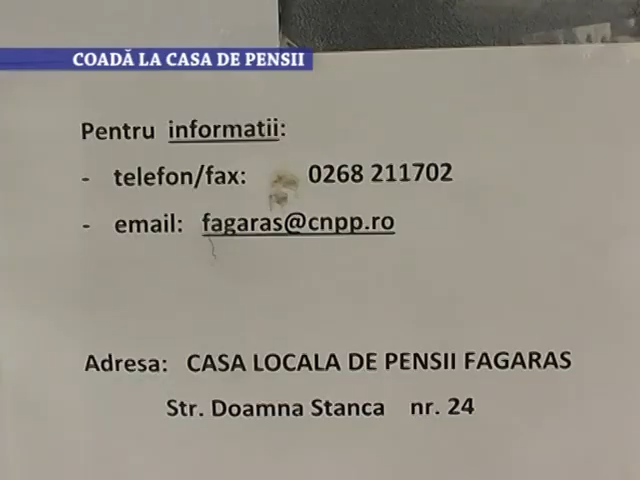 COADĂ LA CASA DE PENSII
Pentru informatii:
- telefon/fax: 0268 211702
- email: fagaras@cnpp.ro
Adresa: CASA LOCALA DE PENSII FAGARAS
Str. Doamna Stanca nr. 24